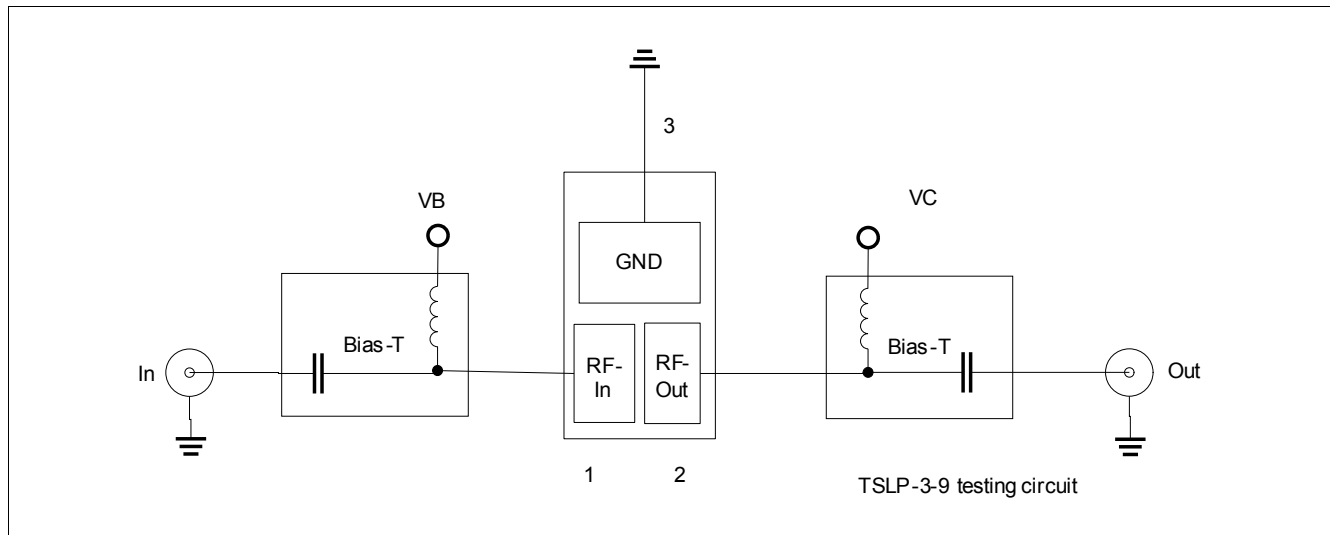 3
VB
VC
GND
Bias-T
Bias-T
In
RF-
In
RF-
Out
Out
1
2
TSLP-3-9 testing circuit